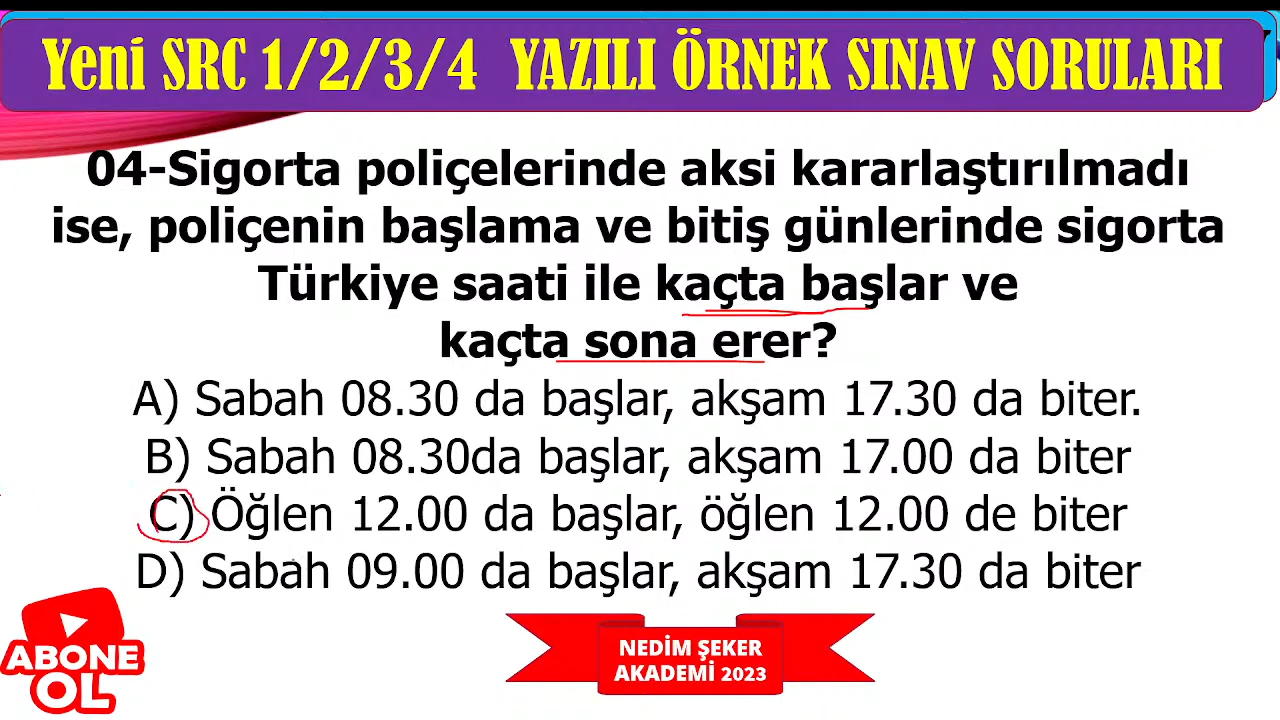 Yeni SRC 1/2/3/4 YAZILI ÖRNEK SINAV SORULARI
04-Sigorta poliçelerinde aksi kararlaştırılmadı
ise, poliçenin başlama ve bitiş günlerinde sigorta
Türkiye saati ile kaçta başlar ve
kaçta sona erer?
A) Sabah 08.30 da başlar, akşam 17.30 da biter.
B) Sabah 08.30da başlar, akşam 17.00 da biter
C) Öğlen 12.00 da başlar, öğlen 12.00 de biter
D) Sabah 09.00 da başlar, akşam 17.30 da biter
ABONE
OL
NEDİM ŞEKER
AKADEMİ 2023